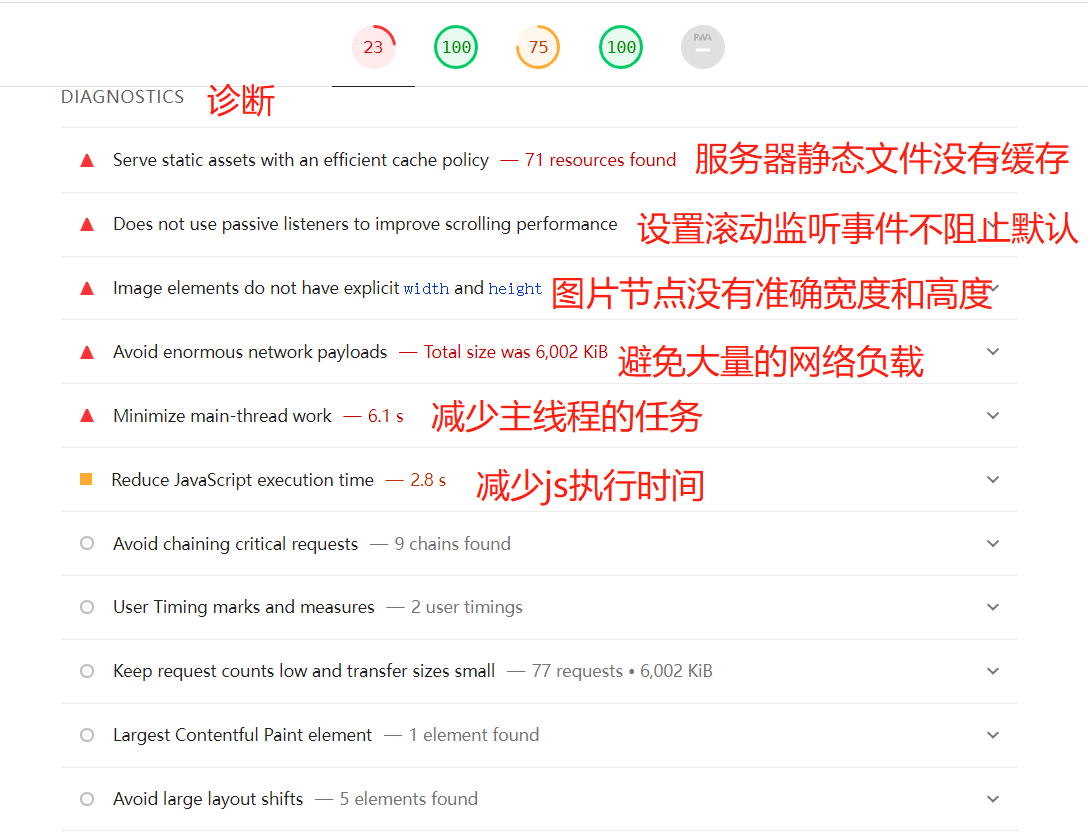 23 100 75 100 PWA
DIAGNOSTICS 诊断
Serve static assets with an efficient cache policy — 71 resources found 服务器静态文件没有缓存
Does not use passive listeners to improve scrolling performance 设置滚动监听事件不阻止默认
Image elements do not have explicit width and height 图片节点没有准确宽度和高度
Avoid enormous network payloads — Total size was 6,002 KiB 避免大量的网络负载
Minimize main-thread work — 6.1 s 减少主线程的任务
Reduce JavaScript execution time — 2.8 s 减少js执行时间
Avoid chaining critical requests — 9 chains found
User Timing marks and measures — 2 user timings
Keep request counts low and transfer sizes small — 77 requests • 6,002 KiB
Largest Contentful Paint element — 1 element found
Avoid large layout shifts — 5 elements found